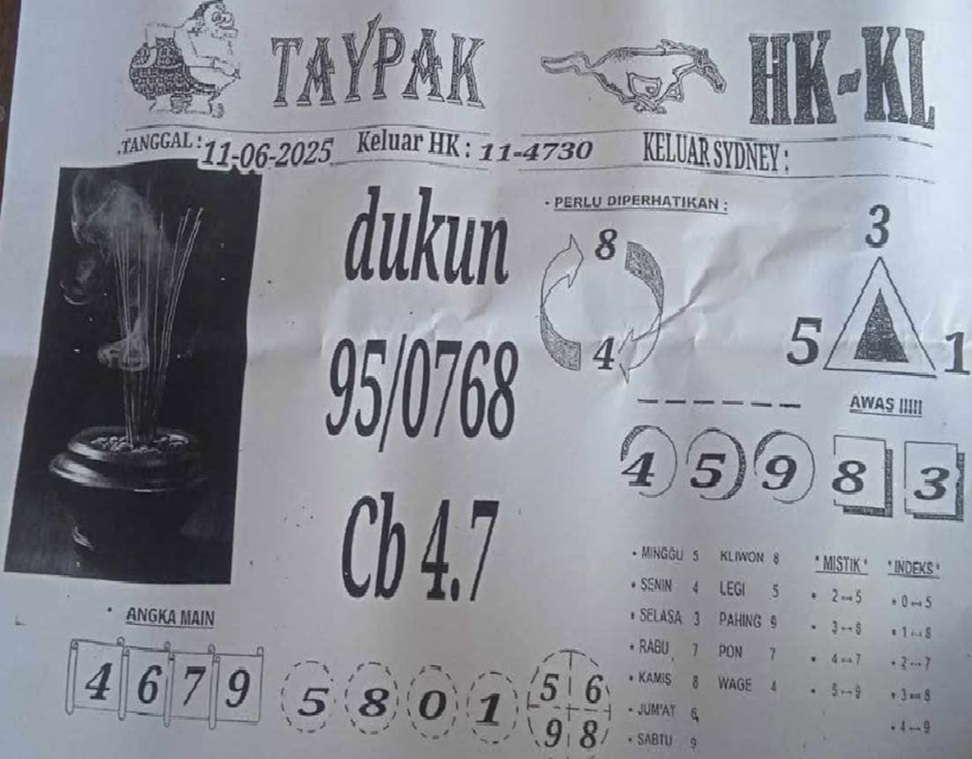 TAYPAK HK-KL
TANGGAL : 11-06-2025 Keluar HK : 11-4730 KELUAR SYDNEY :
dukun
95/0768
Cb 4.7
- PERLU DIPERHATIKAN :
8
4
3
5 1
AWAS !!!!!
4 5 9 8 3
ANGKA MAIN
4 6 7 9
5 8 0 1
5 6
9 8
• MINGGU 5 KLIWON 8
• SENIN 4 LEGI 5
• SELASA 3 PAHING 9
• RABU 7 PON 7
• KAMIS 8 WAGE 4
• JUM'AT 6
• SABTU 9
* MISTIK *
• 2--5
• 3--6
• 4--7
• 5--9
* INDEKS *
• 0--5
• 2--7
• 3--8
• 4--9